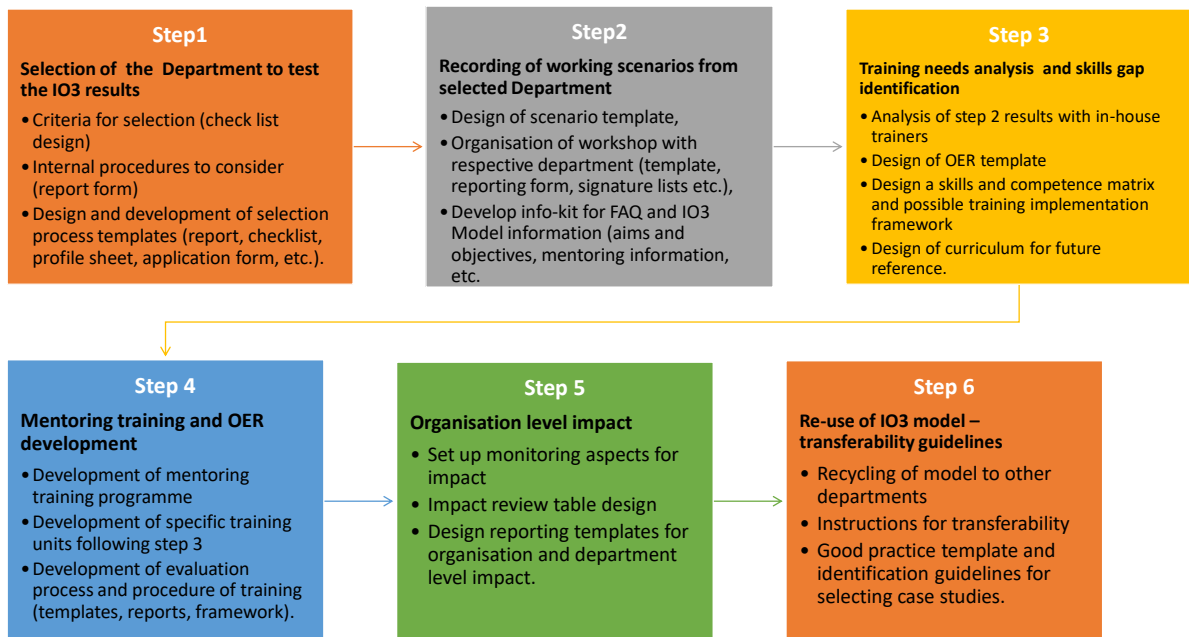 Step1
Selection of the Department to test
the IO3 results
• Criteria for selection (check list
design)
• Internal procedures to consider
(report form)
• Design and development of selection
process templates (report, checklist,
profile sheet, application form, etc.).
Step2
Recording of working scenarios from
selected Department
• Design of scenario template,
• Organisation of workshop with
respective department (template,
reporting form, signature lists etc.),
• Develop info-kit for FAQ and IO3
Model information (aims and
objectives, mentoring information,
etc.
Step 3
Training needs analysis and skills gap
identification
• Analysis of step 2 results with in-house
trainers
• Design of OER template
• Design a skills and competence matrix
and possible training implementation
framework
• Design of curriculum for future
reference.
Step 4
Mentoring training and OER
development
• Development of mentoring
training programme
• Development of specific training
units following step 3
• Development of evaluation
process and procedure of training
(templates, reports, framework).
Step 5
Organisation level impact
• Set up monitoring aspects for
impact
• Impact review table design
• Design reporting templates for
organisation and department
level impact.
Step 6
Re-use of IO3 model –
transferability guidelines
• Recycling of model to other
departments
• Instructions for transferability
• Good practice template and
identification guidelines for
selecting case studies.